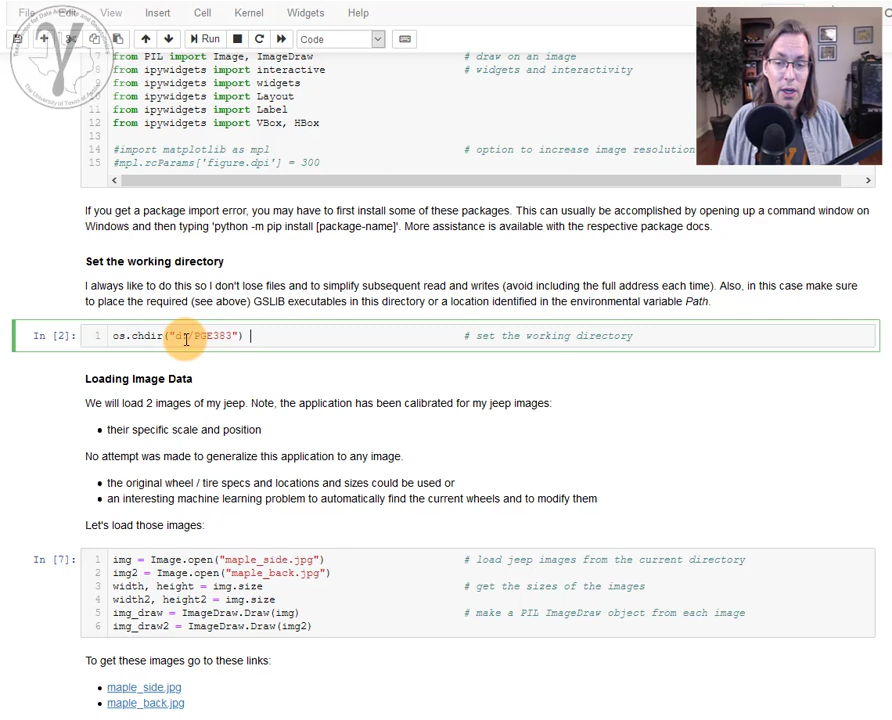 File Edit View Insert Cell Kernel Widgets Help
Run Code
7 from PIL import Image, ImageDraw # draw on an image
8 from ipywidgets import interactive # widgets and interactivity
9 from ipywidgets import widgets
10 from ipywidgets import Layout
11 from ipywidgets import Label
12 from ipywidgets import VBox, HBox
13
14 #import matplotlib as mpl # option to increase image resolution
15 #mpl.rcParams['figure.dpi'] = 300
If you get a package import error, you may have to first install some of these packages. This can usually be accomplished by opening up a command window on
Windows and then typing 'python -m pip install [package-name]'. More assistance is available with the respective package docs.
Set the working directory
I always like to do this so I don't lose files and to simplify subsequent read and writes (avoid including the full address each time). Also, in this case make sure
to place the required (see above) GSLIB executables in this directory or a location identified in the environmental variable Path.
In [2]: 1 os.chdir("d:/PGE383") # set the working directory
Loading Image Data
We will load 2 images of my jeep. Note, the application has been calibrated for my jeep images:
• their specific scale and position
No attempt was made to generalize this application to any image.
• the original wheel / tire specs and locations and sizes could be used or
• an interesting machine learning problem to automatically find the current wheels and to modify them
Let's load those images:
In [7]: 1 img = Image.open("maple_side.jpg") # load jeep images from the current directory
2 img2 = Image.open("maple_back.jpg")
3 width, height = img.size # get the sizes of the images
4 width2, height2 = img.size
5 img_draw = ImageDraw.Draw(img) # make a PIL ImageDraw object from each image
6 img_draw2 = ImageDraw.Draw(img2)
To get these images go to these links:
• maple_side.jpg
• maple_back.jpg